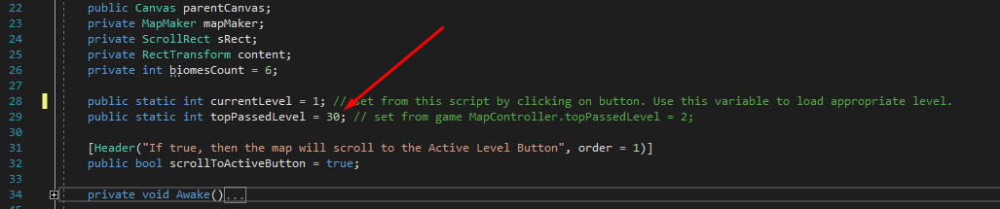 22 public Canvas parentCanvas;
23 private MapMaker mapMaker;
24 private ScrollRect sRect;
25 private RectTransform content;
26 private int biomesCount = 6;
27
28 public static int currentLevel = 1; // set from this script by clicking on button. Use this variable to load appropriate level.
29 public static int topPassedLevel = 30; // set from game MapController.topPassedLevel = 2;
30
31 [Header("If true, then the map will scroll to the Active Level Button", order = 1)]
32 public bool scrollToActiveButton = true;
33
34 private void Awake()...